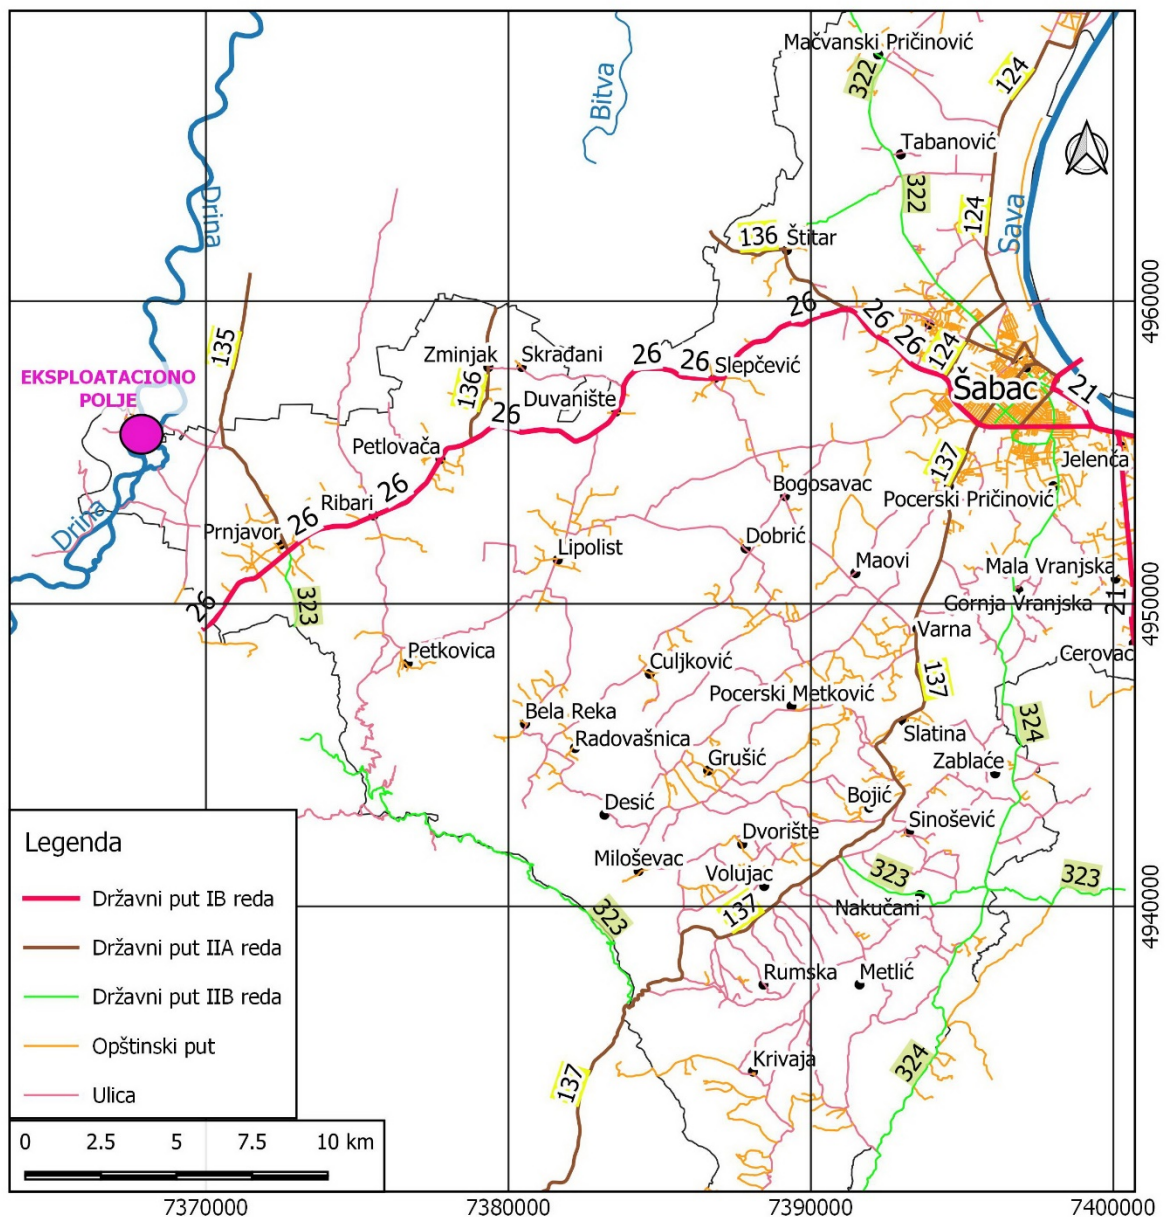 Mačvanski Pričinović
322
124
Bitva
Tabanović
322
124
Sava
Drina
136
Štitar
4960000
26
26
26
124
135
Zminjak
Skrađani
26
26
Slepčević
136
Duvanište
26
Šabac
21
EKSPLOATACIONO
POLJE
Petlovača
137
Jelenča
Bogosavac
Pocerski Pričinović
Ribari
26
Drina
Prnjavor
26
Lipolist
Dobrić
Maovi
Mala Vranjska
Gornja Vranjska
21
4950000
26
323
Varna
Cerovac
Petkovica
Culjković
137
Pocerski Metković
Bela Reka
Radovašnica
Slatina
324
Grušić
Zablaće
Desić
Bojić
Sinošević
Dvorište
Miloševac
Volujac
323
323
Nakučani
137
323
4940000
Rumska
Metlić
Krivaja
324
137
Legenda
Državni put IB reda
Državni put IIA reda
Državni put IIB reda
Opštinski put
Ulica
0 2.5 5 7.5 10 km
7370000 7380000 7390000 7400000